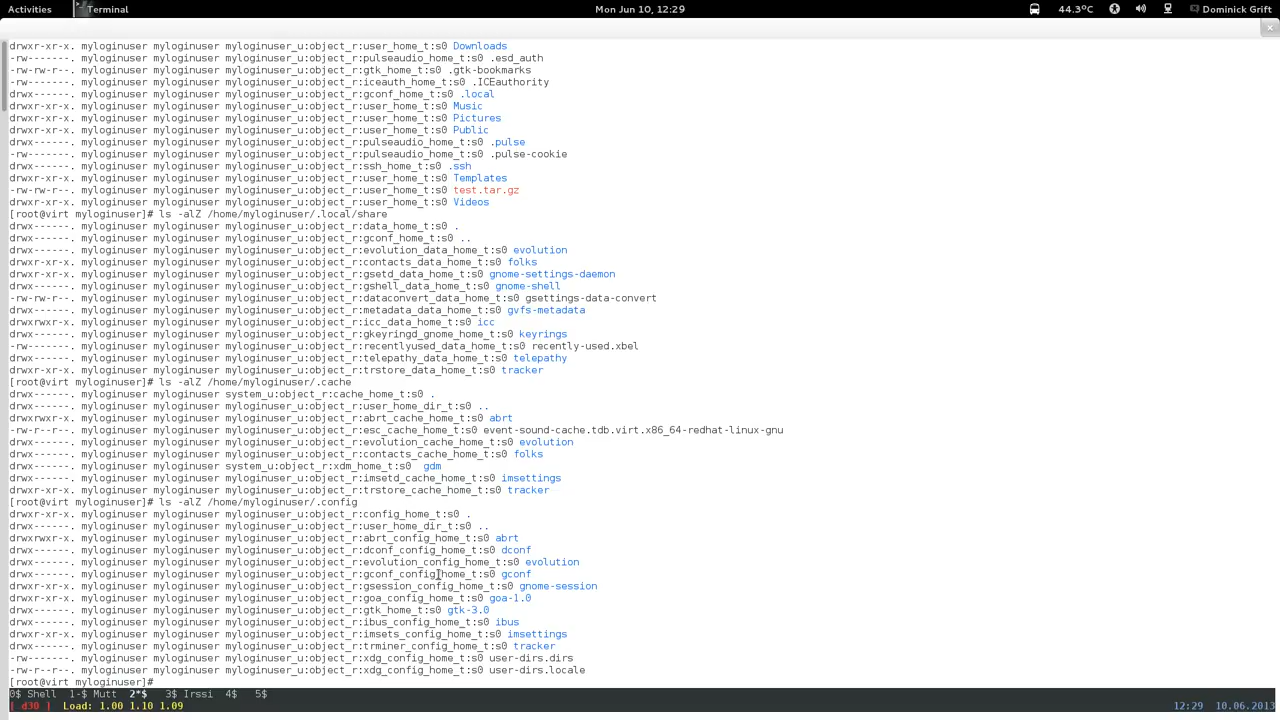 Activities Terminal Mon Jun 10, 12:29 44.3°C Dominick Grift
drwxr-xr-x. myloginuser myloginuser myloginuser_u:object_r:user_home_t:s0 Downloads
-rw-------. myloginuser myloginuser myloginuser_u:object_r:pulseaudio_home_t:s0 .esd_auth
-rw-rw-r--. myloginuser myloginuser myloginuser_u:object_r:gtk_home_t:s0 .gtk-bookmarks
-rw-------. myloginuser myloginuser myloginuser_u:object_r:iceauth_home_t:s0 .ICEauthority
drwx------. myloginuser myloginuser myloginuser_u:object_r:gconf_home_t:s0 .local
drwxr-xr-x. myloginuser myloginuser myloginuser_u:object_r:user_home_t:s0 Music
drwxr-xr-x. myloginuser myloginuser myloginuser_u:object_r:user_home_t:s0 Pictures
drwxr-xr-x. myloginuser myloginuser myloginuser_u:object_r:user_home_t:s0 Public
drwx------. myloginuser myloginuser myloginuser_u:object_r:pulseaudio_home_t:s0 .pulse
-rw-------. myloginuser myloginuser myloginuser_u:object_r:pulseaudio_home_t:s0 .pulse-cookie
drwx------. myloginuser myloginuser myloginuser_u:object_r:ssh_home_t:s0 .ssh
drwxr-xr-x. myloginuser myloginuser myloginuser_u:object_r:user_home_t:s0 Templates
-rw-rw-r--. myloginuser myloginuser myloginuser_u:object_r:user_home_t:s0 test.tar.gz
drwxr-xr-x. myloginuser myloginuser myloginuser_u:object_r:user_home_t:s0 Videos
[root@virt myloginuser]# ls -alZ /home/myloginuser/.local/share
drwx------. myloginuser myloginuser myloginuser_u:object_r:data_home_t:s0 .
drwx------. myloginuser myloginuser myloginuser_u:object_r:gconf_home_t:s0 ..
drwx------. myloginuser myloginuser myloginuser_u:object_r:evolution_data_home_t:s0 evolution
drwxr-xr-x. myloginuser myloginuser myloginuser_u:object_r:contacts_data_home_t:s0 folks
drwxr-xr-x. myloginuser myloginuser myloginuser_u:object_r:gsetd_data_home_t:s0 gnome-settings-daemon
drwx------. myloginuser myloginuser myloginuser_u:object_r:gshell_data_home_t:s0 gnome-shell
-rw-rw-r--. myloginuser myloginuser myloginuser_u:object_r:dataconvert_data_home_t:s0 gsettings-data-convert
drwx------. myloginuser myloginuser myloginuser_u:object_r:metadata_data_home_t:s0 gvfs-metadata
drwxrwxr-x. myloginuser myloginuser myloginuser_u:object_r:icc_data_home_t:s0 icc
drwx------. myloginuser myloginuser myloginuser_u:object_r:gkeyringd_gnome_home_t:s0 keyrings
-rw-------. myloginuser myloginuser myloginuser_u:object_r:recentlyused_data_home_t:s0 recently-used.xbel
drwx------. myloginuser myloginuser myloginuser_u:object_r:telepathy_data_home_t:s0 telepathy
drwxr-xr-x. myloginuser myloginuser myloginuser_u:object_r:trstore_data_home_t:s0 tracker
[root@virt myloginuser]# ls -alZ /home/myloginuser/.cache
drwx------. myloginuser myloginuser system_u:object_r:cache_home_t:s0 .
drwx------. myloginuser myloginuser myloginuser_u:object_r:user_home_dir_t:s0 ..
drwxrwxr-x. myloginuser myloginuser myloginuser_u:object_r:abrt_cache_home_t:s0 abrt
-rw-r--r--. myloginuser myloginuser myloginuser_u:object_r:esc_cache_home_t:s0 event-sound-cache.tdb.virt.x86_64-redhat-linux-gnu
drwx------. myloginuser myloginuser myloginuser_u:object_r:evolution_cache_home_t:s0 evolution
drwx------. myloginuser myloginuser myloginuser_u:object_r:contacts_cache_home_t:s0 folks
drwx------. myloginuser myloginuser system_u:object_r:xdm_home_t:s0 gdm
drwx------. myloginuser myloginuser myloginuser_u:object_r:imsetd_cache_home_t:s0 imsettings
drwxr-xr-x. myloginuser myloginuser myloginuser_u:object_r:trstore_cache_home_t:s0 tracker
[root@virt myloginuser]# ls -alZ /home/myloginuser/.config
drwxr-xr-x. myloginuser myloginuser myloginuser_u:object_r:config_home_t:s0 .
drwx------. myloginuser myloginuser myloginuser_u:object_r:user_home_dir_t:s0 ..
drwxrwxr-x. myloginuser myloginuser myloginuser_u:object_r:abrt_config_home_t:s0 abrt
drwx------. myloginuser myloginuser myloginuser_u:object_r:dconf_config_home_t:s0 dconf
drwx------. myloginuser myloginuser myloginuser_u:object_r:evolution_config_home_t:s0 evolution
drwx------. myloginuser myloginuser myloginuser_u:object_r:gconf_config_home_t:s0 gconf
drwxr-xr-x. myloginuser myloginuser myloginuser_u:object_r:gsession_config_home_t:s0 gnome-session
drwxr-xr-x. myloginuser myloginuser myloginuser_u:object_r:goa_config_home_t:s0 goa-1.0
drwx------. myloginuser myloginuser myloginuser_u:object_r:gtk_home_t:s0 gtk-3.0
drwx------. myloginuser myloginuser myloginuser_u:object_r:ibus_config_home_t:s0 ibus
drwxr-xr-x. myloginuser myloginuser myloginuser_u:object_r:imsets_config_home_t:s0 imsettings
drwx------. myloginuser myloginuser myloginuser_u:object_r:trminer_config_home_t:s0 tracker
-rw-------. myloginuser myloginuser myloginuser_u:object_r:xdg_config_home_t:s0 user-dirs.dirs
-rw-r--r--. myloginuser myloginuser myloginuser_u:object_r:xdg_config_home_t:s0 user-dirs.locale
[root@virt myloginuser]#
0$ Shell 1-$ Mutt 2*$ 3$ Irssi 4$ 5$
[ d30 ] Load: 1.00 1.10 1.09 12:29 10.06.2013